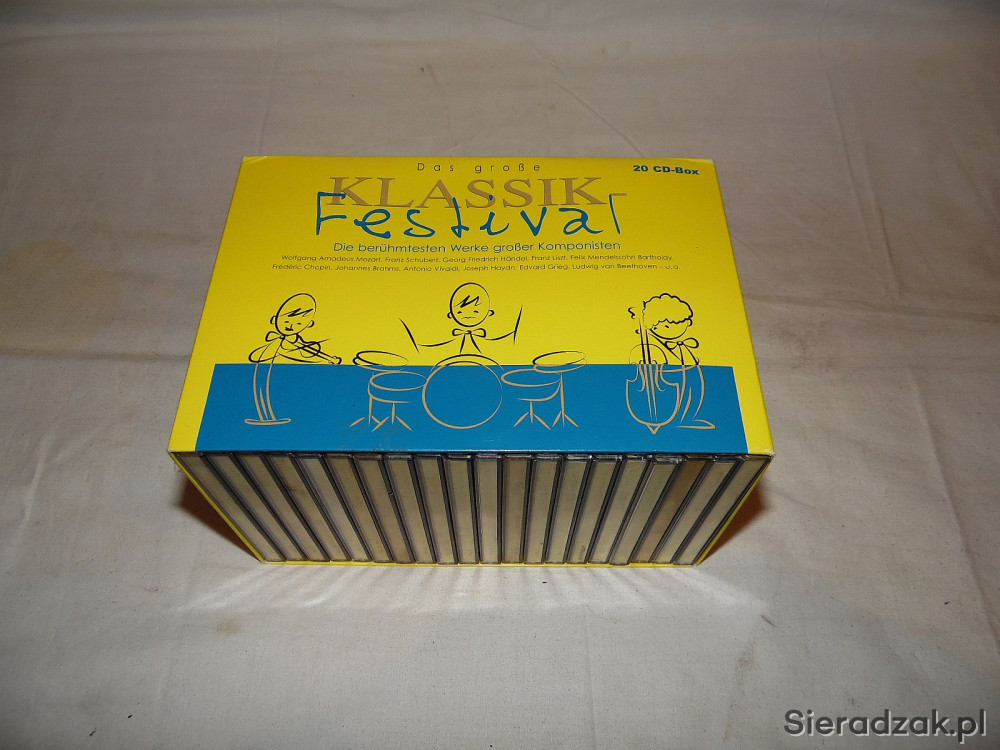 Das große
20 CD-Box
KLASSIK-
Festival
Die berühmtesten Werke großer Komponisten
Wolfgang Amadeus Mozart, Franz Schubert, Georg Friedrich Händel, Franz Liszt, Felix Mendelssohn Bartholdy
Frédéric Chopin, Johannes Brahms, Antonio Vivaldi, Joseph Haydn, Edvard Grieg, Ludwig van Beethoven – u.a.
Sieradzak.pl